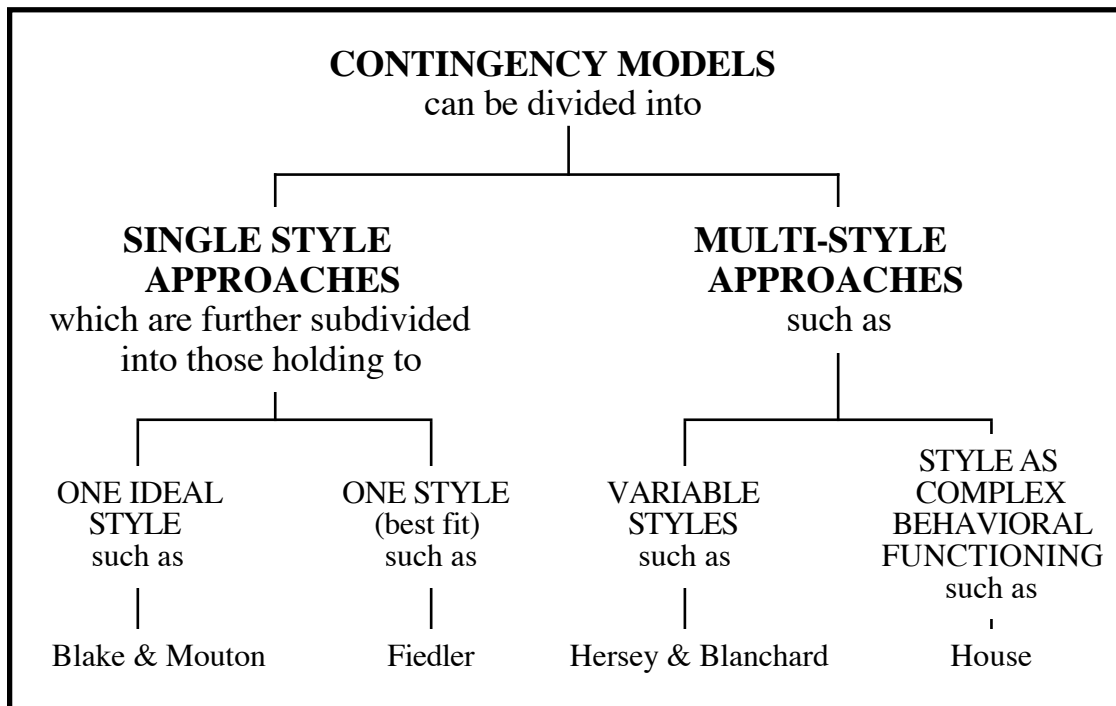 CONTINGENCY MODELS
can be divided into
SINGLE STYLE
APPROACHES
which are further subdivided
into those holding to
MULTI-STYLE
APPROACHES
such as
ONE IDEAL
STYLE
such as
ONE STYLE
(best fit)
such as
VARIABLE
STYLES
such as
STYLE AS
COMPLEX
BEHAVIORAL
FUNCTIONING
such as
Blake & Mouton
Fiedler
Hersey & Blanchard
House